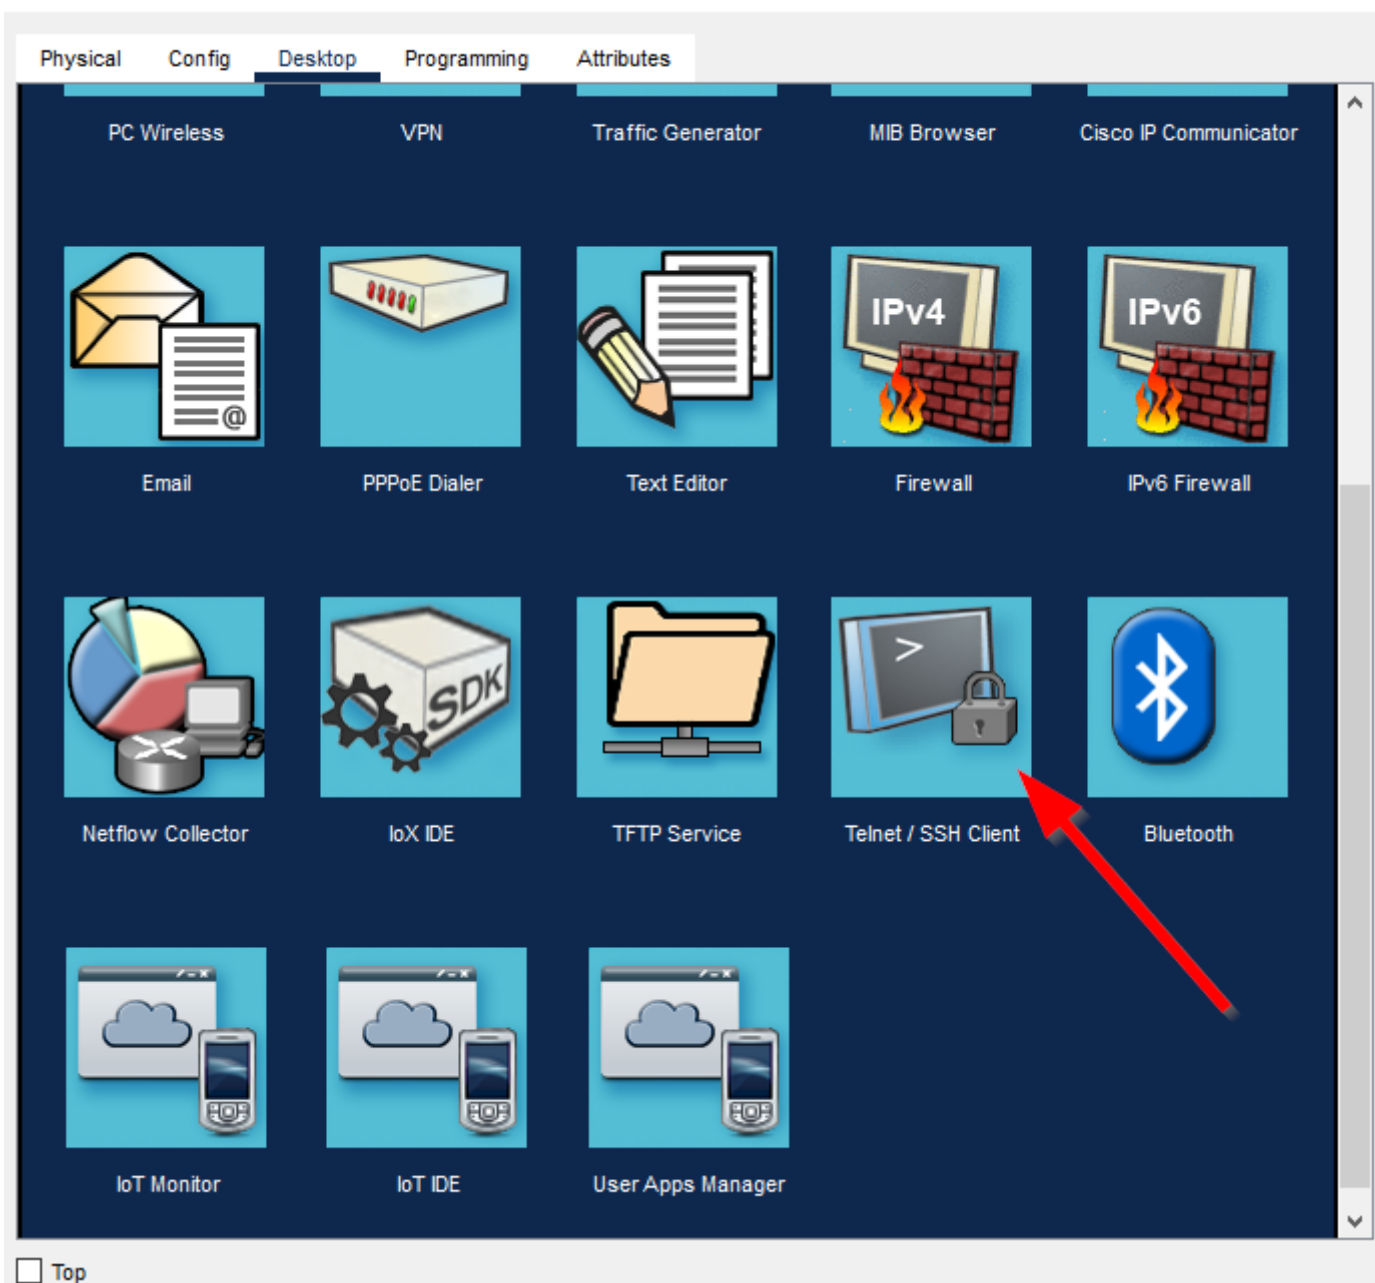 Physical Config Desktop Programming Attributes
PC Wireless VPN Traffic Generator MIB Browser Cisco IP Communicator
IPv4 IPv6
@
Email PPPoE Dialer Text Editor Firewall IPv6 Firewall
SDK >
Netflow Collector IoX IDE TFTP Service Telnet / SSH Client Bluetooth
IoT Monitor IoT IDE User Apps Manager
Top